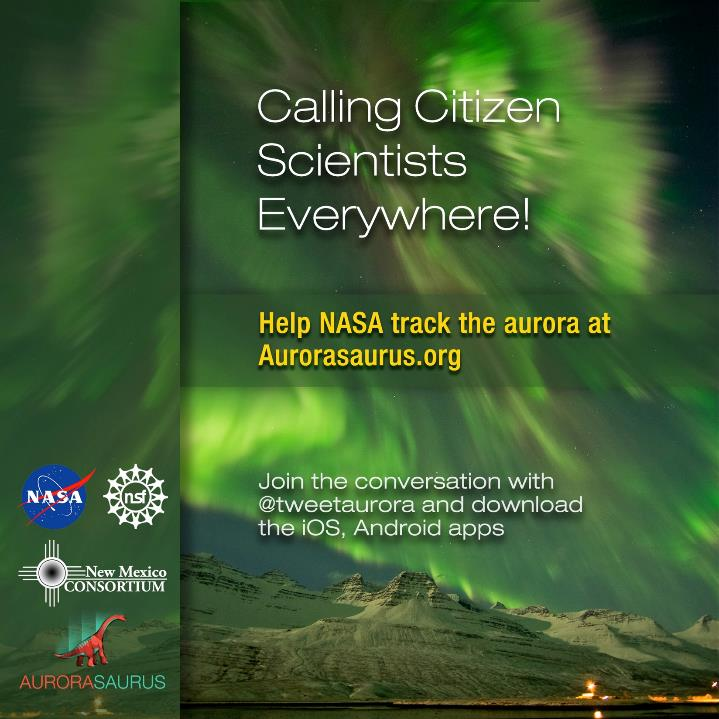 Calling Citizen
Scientists
Everywhere!
Help NASA track the aurora at
Aurorasaurus.org
Join the conversation with
@tweetaurora and download
the iOS, Android apps
NASA
nsf
New Mexico
CONSORTIUM
AURORASAURUS